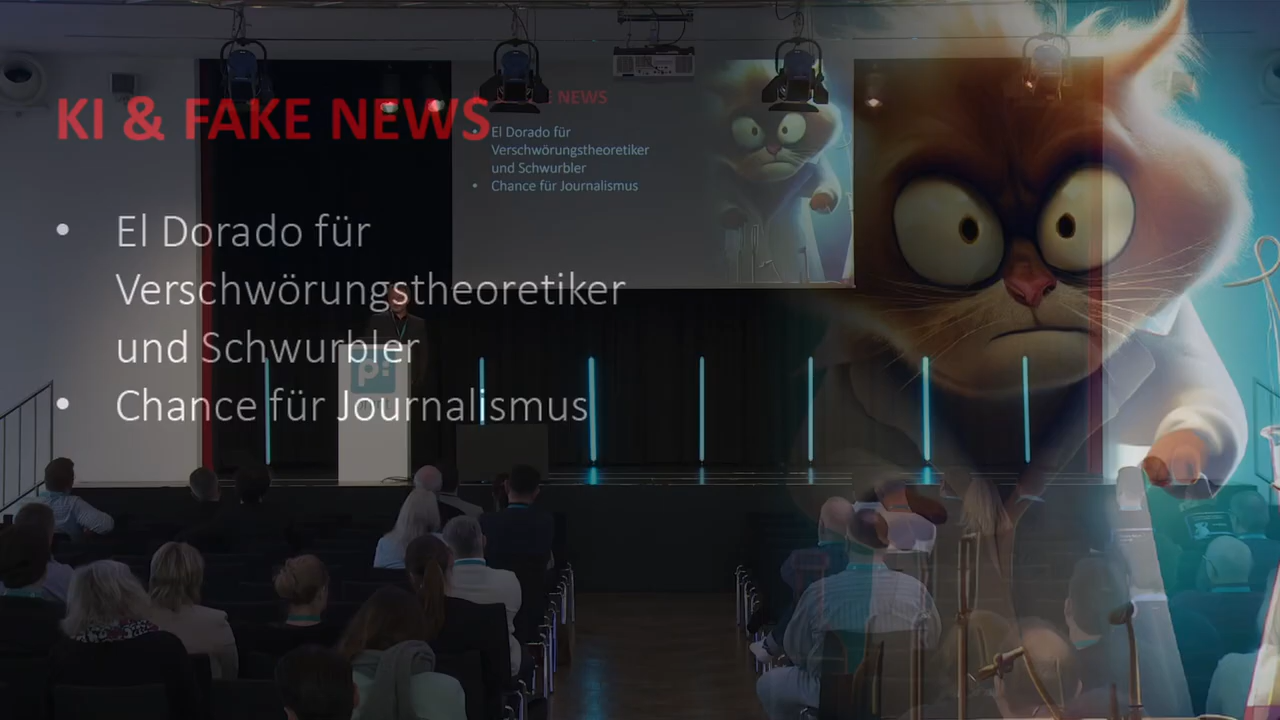 KI & FAKE NEWS
• El Dorado für
Verschwörungstheoretiker
und Schwurbler
• Chance für Journalismus
NEWS
• El Dorado für
Verschwörungstheoretiker
und Schwurbler
• Chance für Journalismus
p: